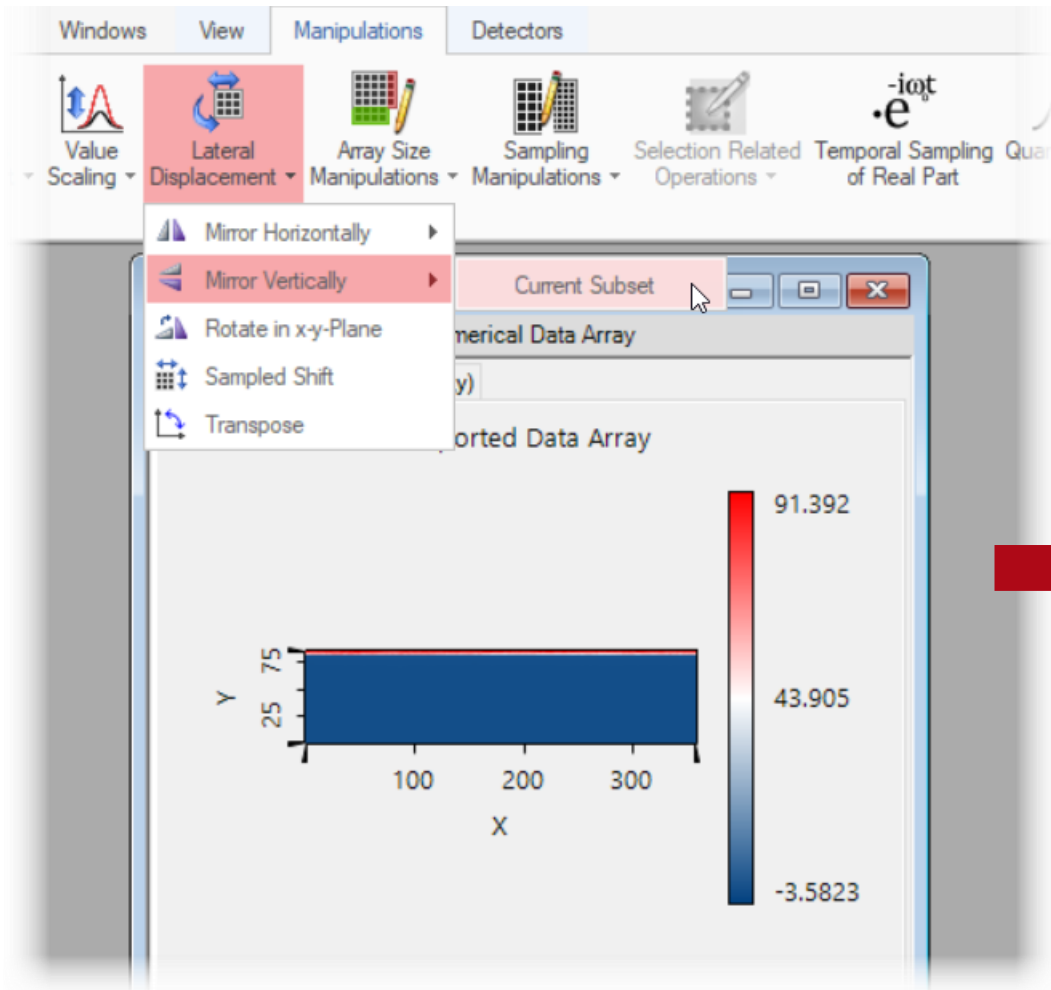 Windows View Manipulations Detectors
-iω₀t
·e
Value Lateral Array Size Sampling Selection Related Temporal Sampling
Scaling Displacement Manipulations Manipulations Operations of Real Part
Mirror Horizontally
Mirror Vertically
Current Subset
Rotate in x-y-Plane
merical Data Array
Sampled Shift
y)
Transpose
orted Data Array
91.392
75
Y
25
43.905
100 200 300
X
-3.5823